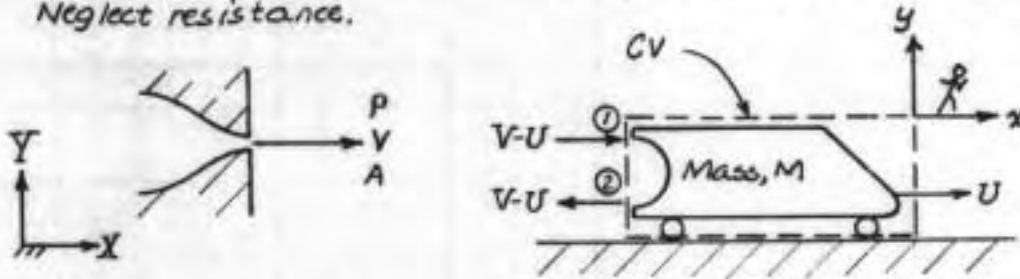 Neglect resistance.
Y
X
V
A
CV
y
x
V-U
①
②
V-U
Mass, M
U